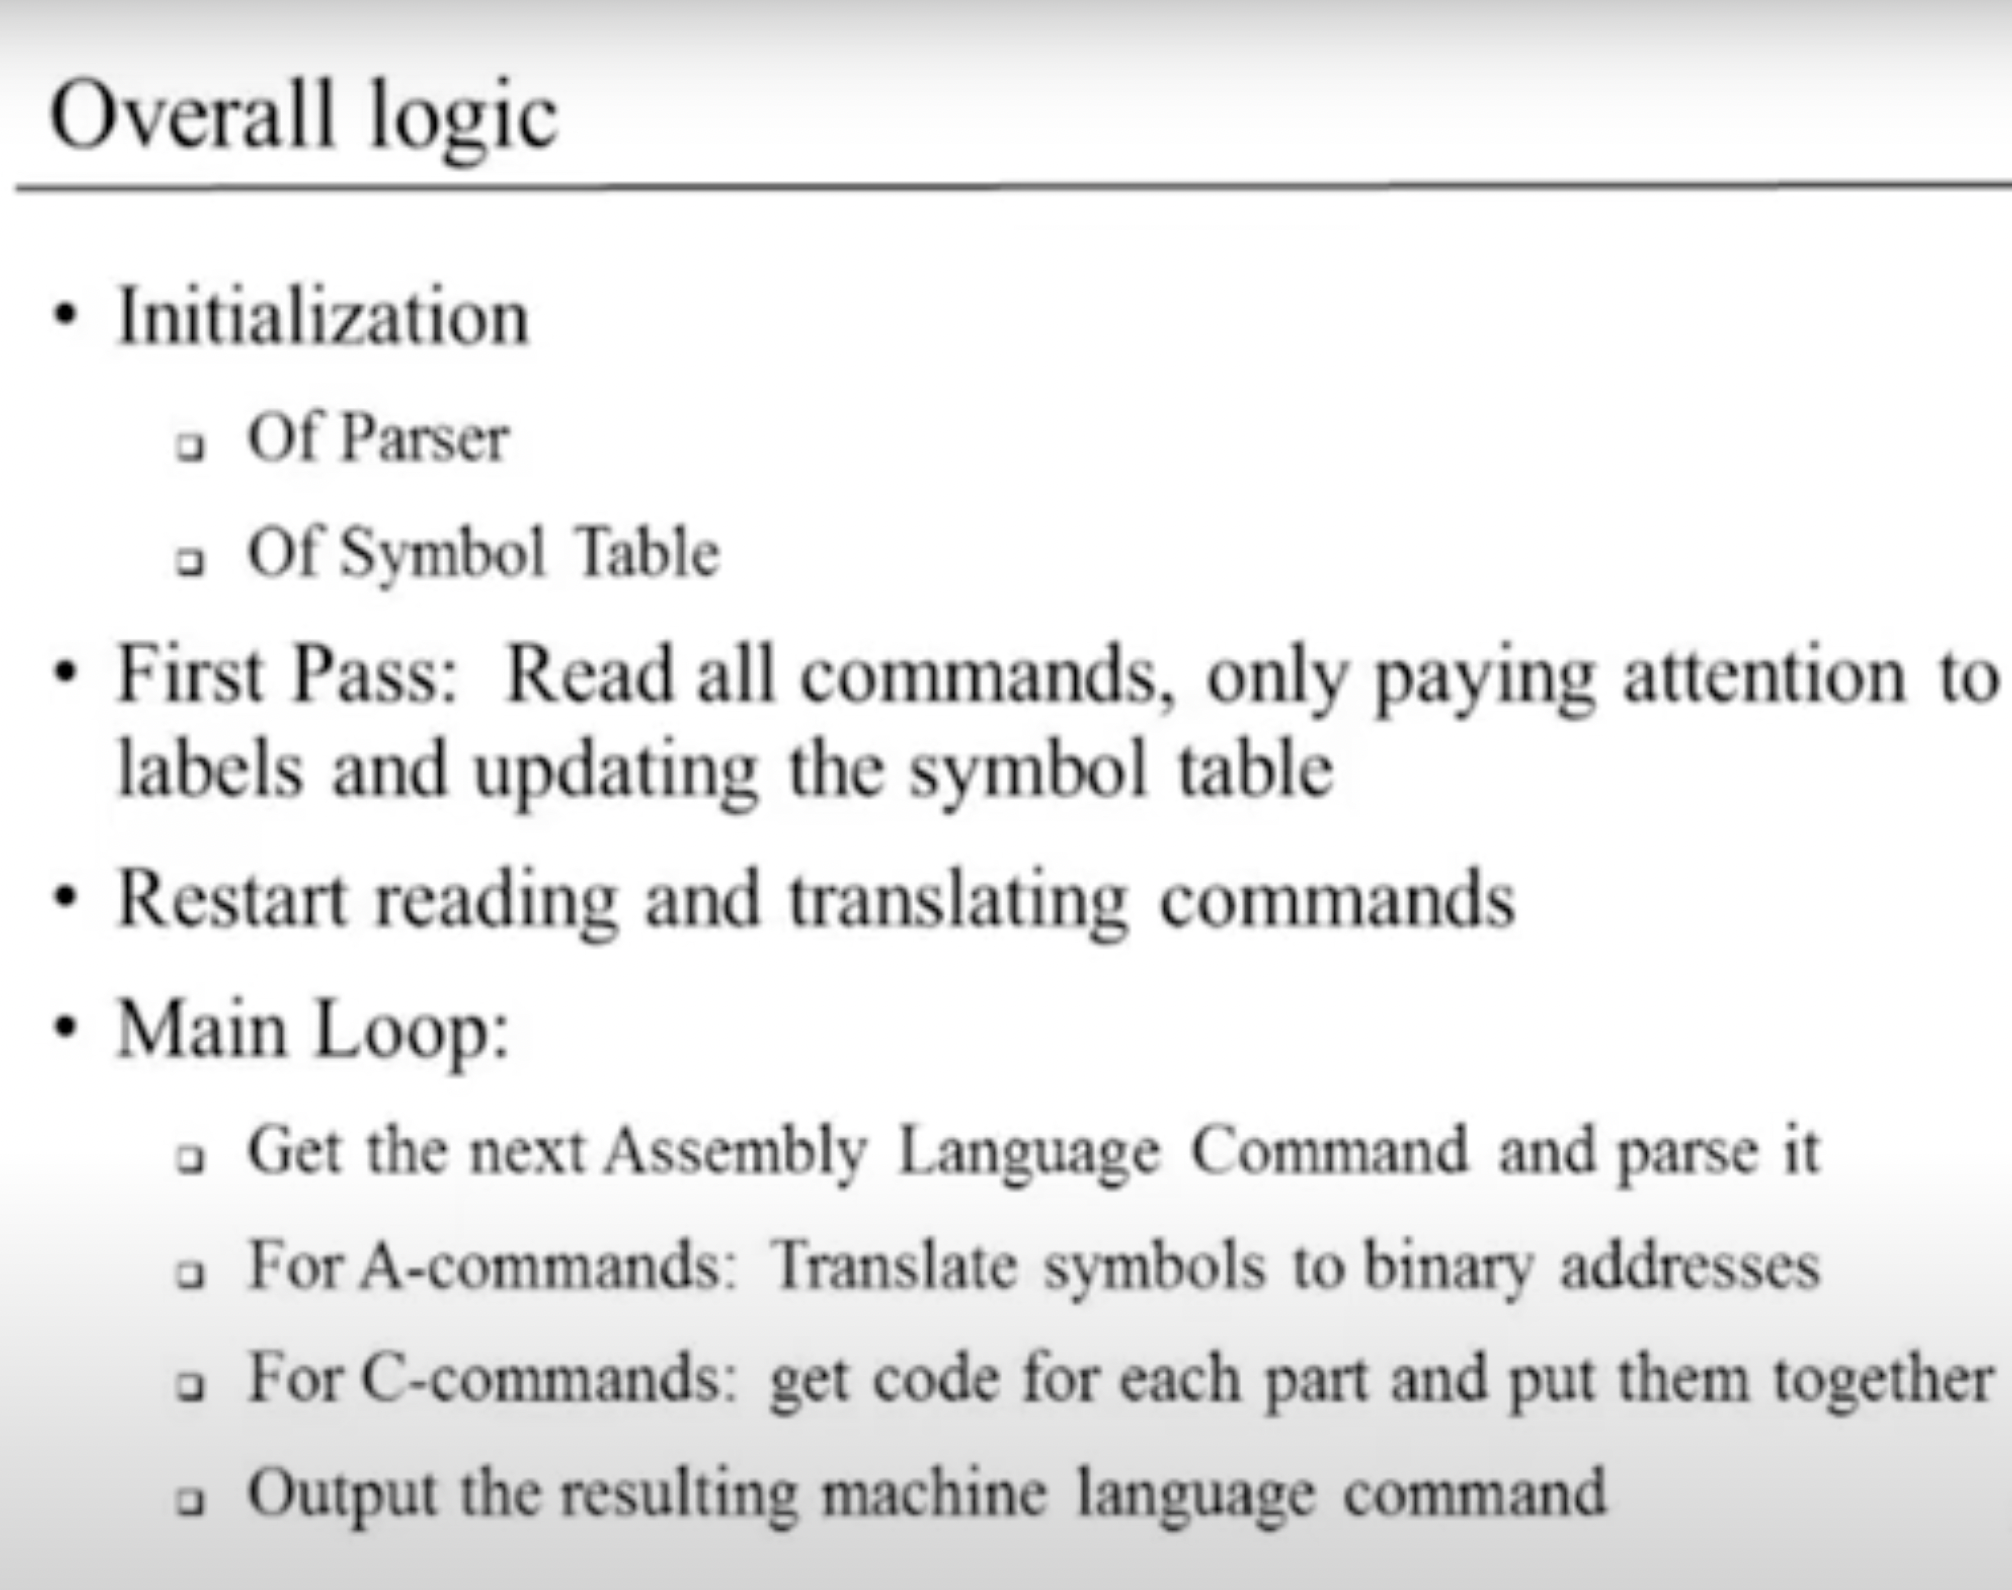 Overall logic
• Initialization
❑ Of Parser
❑ Of Symbol Table
• First Pass: Read all commands, only paying attention to
labels and updating the symbol table
• Restart reading and translating commands
• Main Loop:
❑ Get the next Assembly Language Command and parse it
❑ For A-commands: Translate symbols to binary addresses
❑ For C-commands: get code for each part and put them together
❑ Output the resulting machine language command